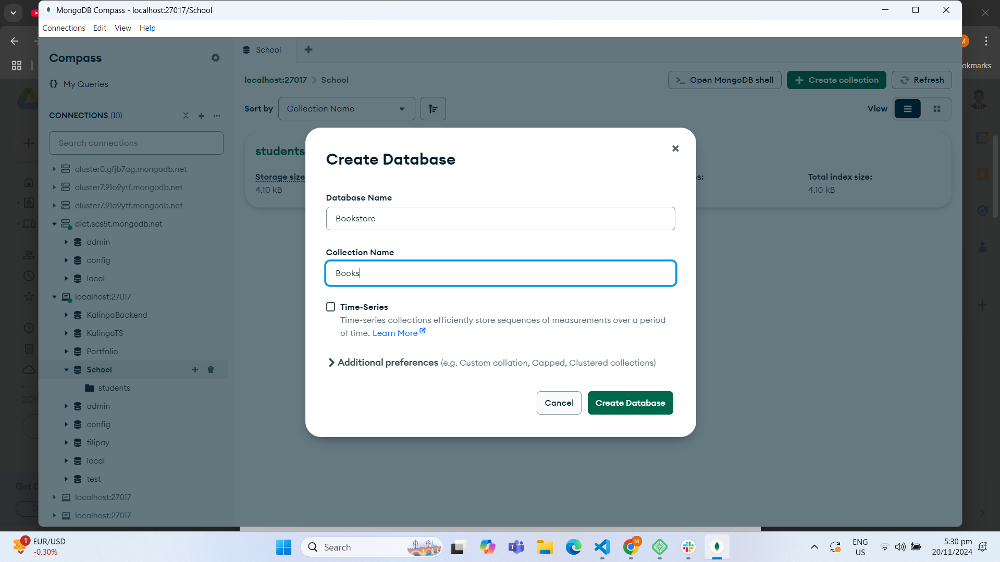 MongoDB Compass - localhost:27017/School
Connections Edit View Help
Compass
School
My Queries
localhost:27017 School
Open MongoDB shell
Create collection
Refresh
okmarks
CONNECTIONS (10)
Sort by
Collection Name
View
Search connections
students
Storage size
4.10 kB
s:
Total index size:
4.10 kB
cluster0.gfjb7ag.mongodb.net
cluster7.91o9ytf.mongodb.net
cluster7.91o9ytf.mongodb.net
dict.scs5t.mongodb.net
admin
config
local
localhost:27017
KalingaBackend
KalingaTS
Portfolio
School
students
admin
config
filipay
local
test
localhost:27017
localhost:27017
Create Database
Database Name
Bookstore
Collection Name
Books
Time-Series
Time-series collections efficiently store sequences of measurements over a period
of time. Learn More
Additional preferences (e.g. Custom collation, Capped, Clustered collections)
Cancel
Create Database
209
Get D
D
M
1
EUR/USD
-0.30%
Search
M
ENG
US
5:30 pm
20/11/2024